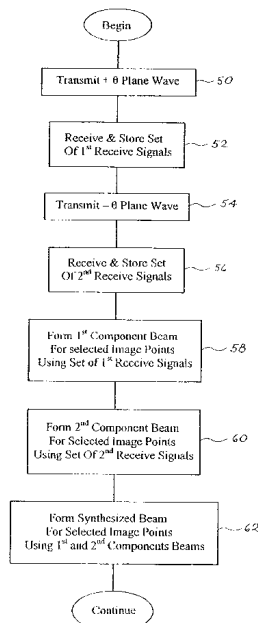 Begin
Transmit + θ Plane Wave
50
Receive & Store Set
Of 1st Receive Signals
52
Transmit – θ Plane Wave
54
Receive & Store Set
Of 2nd Receive Signals
56
Form 1st Component Beam
For selected Image Points
Using Set of 1st Receive Signals
58
Form 2nd Component Beam
For Selected Image Points
Using Set Of 2nd Receive Signals
60
Form Synthesized Beam
For Selected Image Points
Using 1st and 2nd Components Beams
62
Continue